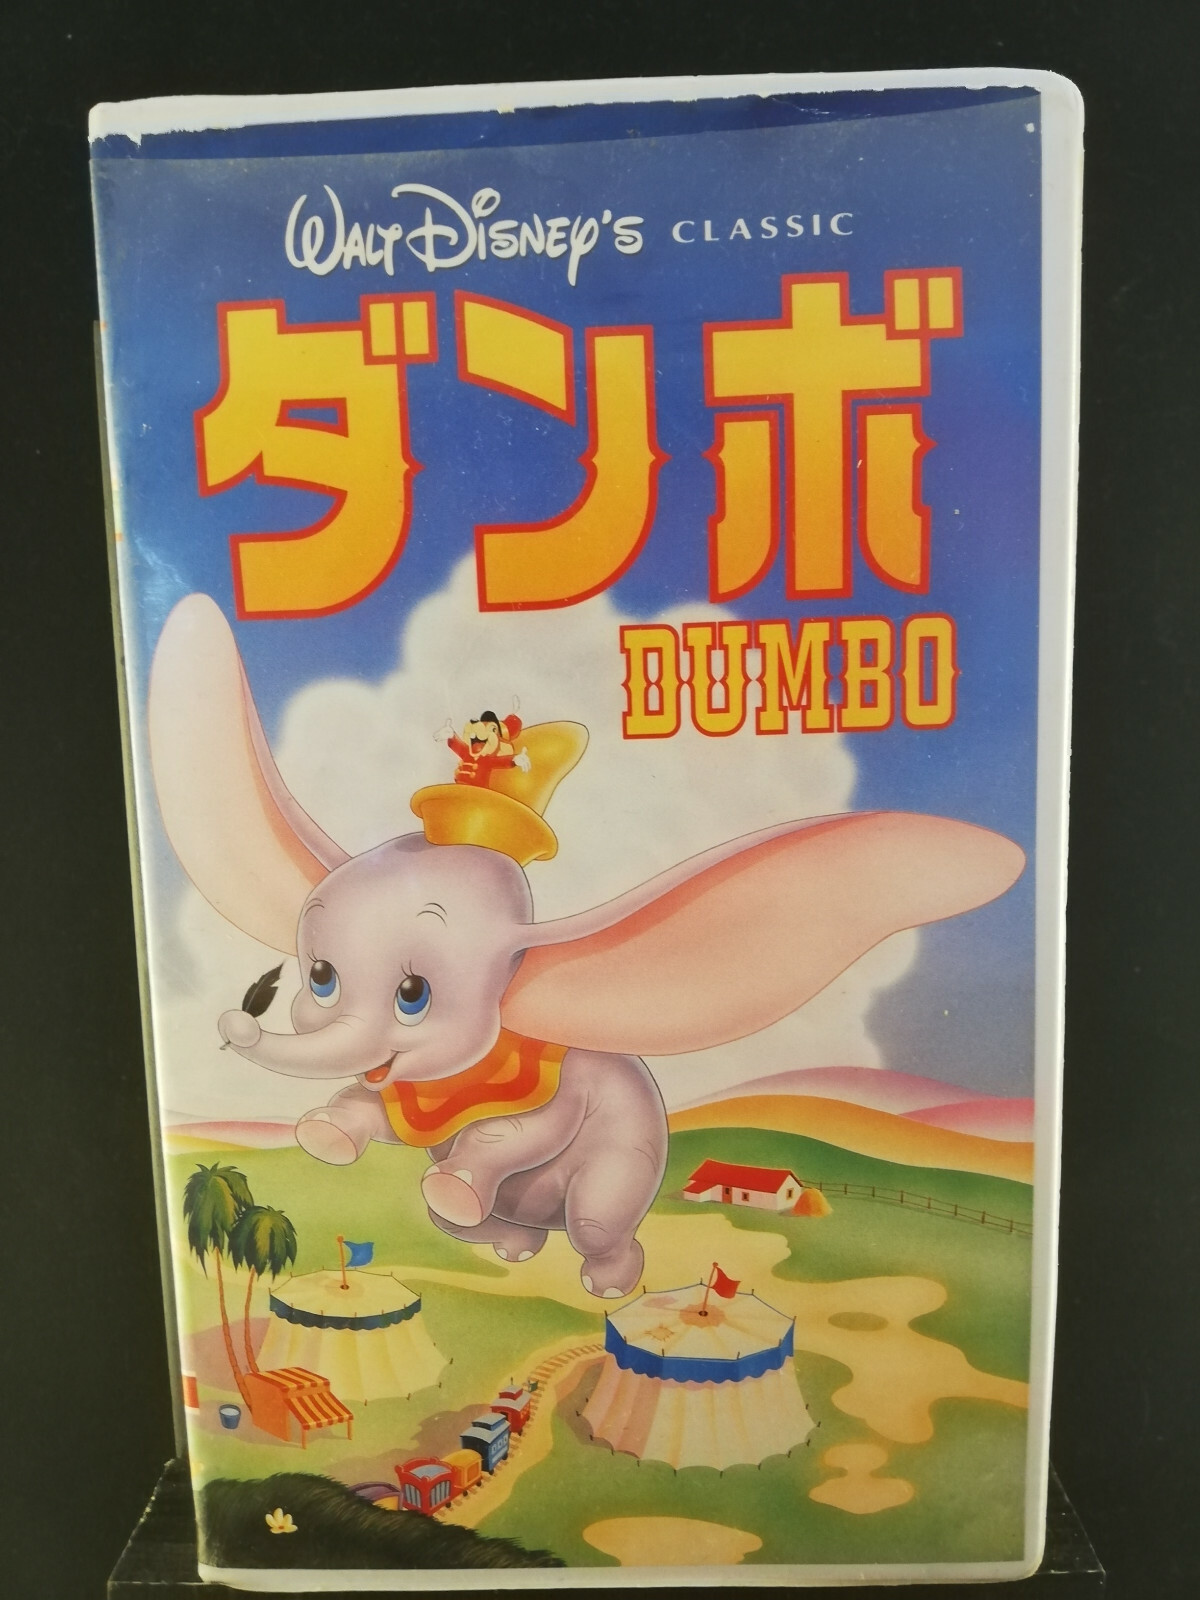 WALT DISNEY'S CLASSIC
ダンボ
DUMBO